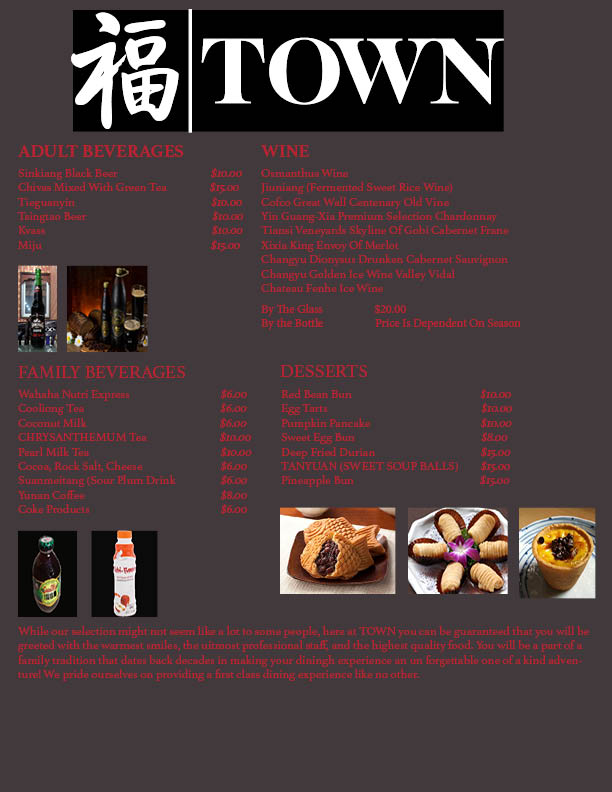 福 TOWN
ADULT BEVERAGES
Sinkiang Black Beer $10.00
Chivas Mixed With Green Tea $15.00
Tieguanyin $10.00
Tsingtao Beer $10.00
Kvass $10.00
Miju $15.00
WINE
Osmanthus Wine
Jiuniang (Fermented Sweet Rice Wine)
Cofco Great Wall Centenary Old Vine
Yin Guang-Xia Premium Selection Chardonnay
Tiansi Veneyards Skyline Of Gobi Cabernet Franc
Xixia King Envoy Of Merlot
Changyu Dionysus Drunken Cabernet Sauvignon
Changyu Golden Ice Wine Valley Vidal
Chateau Fenhe Ice Wine
By The Glass $20.00
By the Bottle Price Is Dependent On Season
FAMILY BEVERAGES
Wahaha Nutri Express $6.00
Cooliong Tea $6.00
Coconut Milk $6.00
CHRYSANTHEMUM Tea $10.00
Pearl Milk Tea $10.00
Cocoa, Rock Salt, Cheese $6.00
Suanmeitang (Sour Plum Drink $6.00
Yunan Coffee $8.00
Coke Products $6.00
DESSERTS
Red Bean Bun $10.00
Egg Tarts $10.00
Pumpkin Pancake $10.00
Sweet Egg Bun $8.00
Deep Fried Durian $15.00
TANYUAN (SWEET SOUP BALLS) $15.00
Pineapple Bun $15.00
While our selection might not seem like a lot to some people, here at TOWN you can be guaranteed that you will be
greeted with the warmest smiles, the uitmost professional staff, and the highest quality food. You will be a part of a
family tradition that dates back decades in making your diningh experience an un forgettable one of a kind adven-
ture! We pride ourselves on providing a first class dining experience like no other.